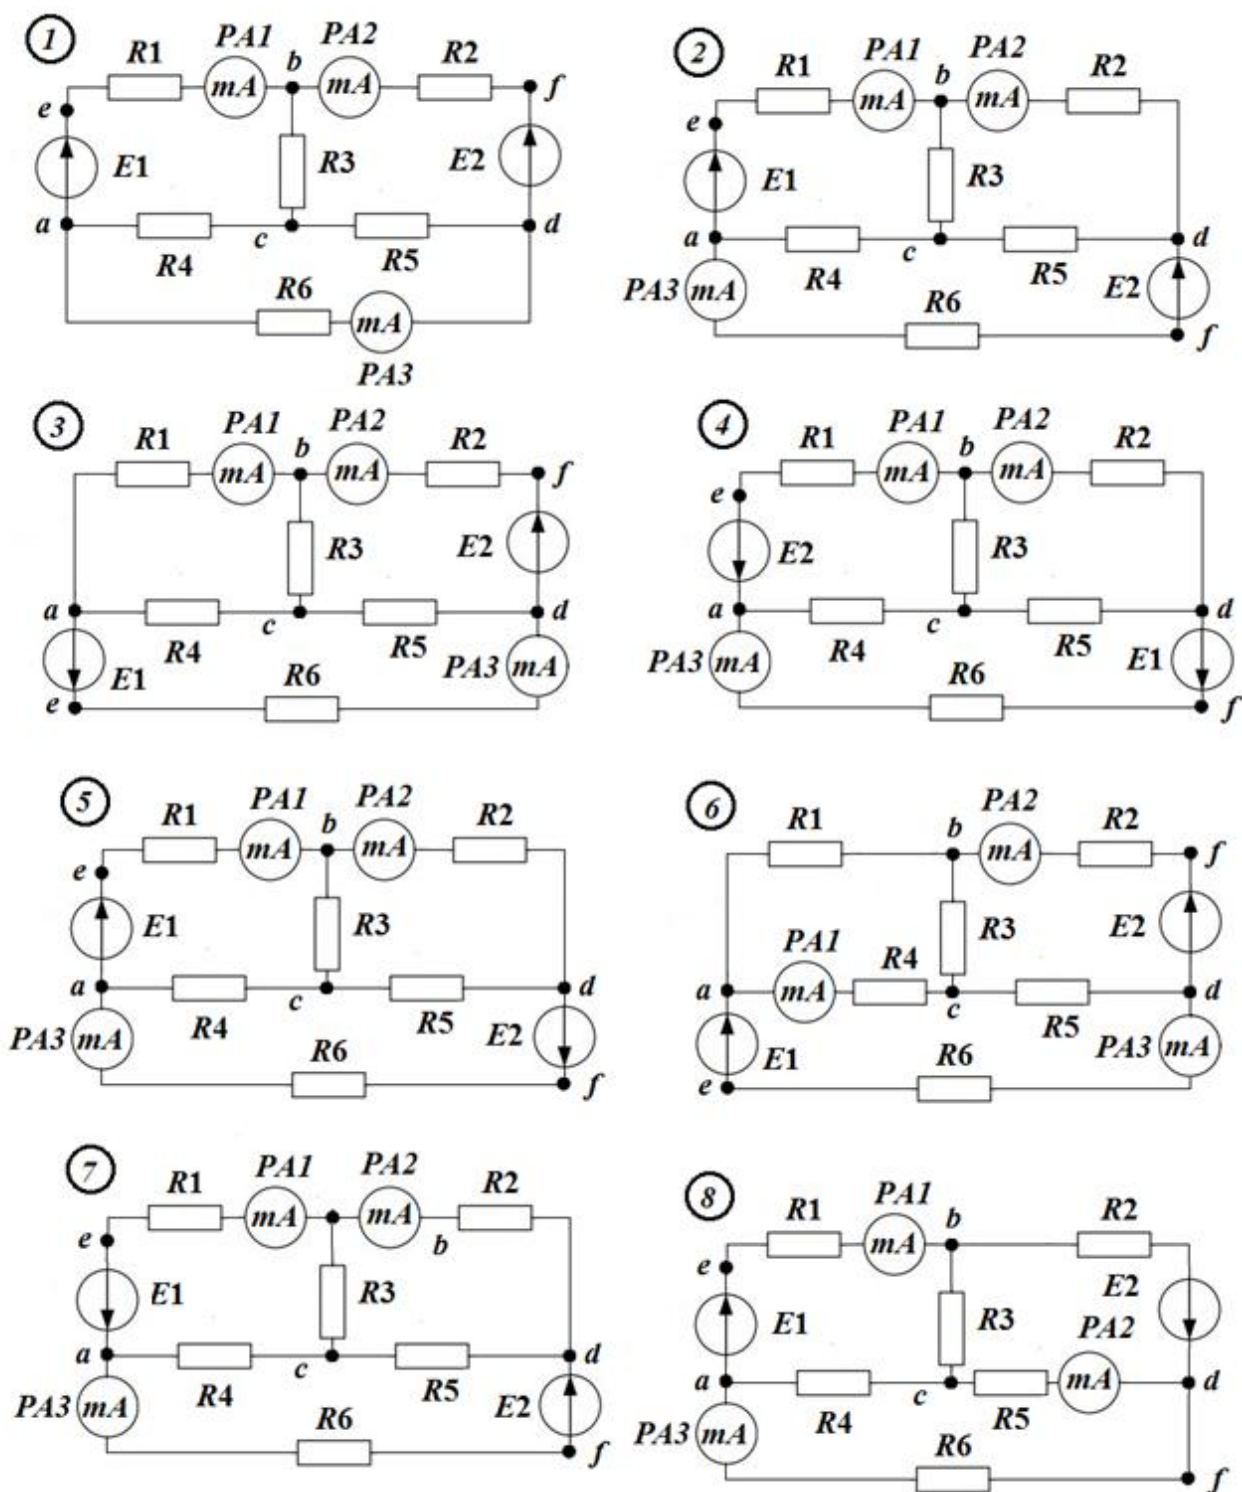 1
PA1 PA2
R1 b R2
mA mA f
e
E1 R3 E2
a c d
R4 R5
R6
mA
PA3
2
PA1 PA2
R1 b R2
mA mA
e
E1 R3
a c d
R4 R5
PA3 mA R6 E2
f
3
PA1 PA2
R1 b R2
mA mA f
R3 E2
a c d
R4 R5
E1 R6 PA3 mA
e
4
PA1 PA2
R1 b R2
mA mA
e
E2 R3
a c d
R4 R5
PA3 mA R6 E1
f
5
PA1 PA2
R1 b R2
mA mA
e
E1 R3
a c d
R4 R5
PA3 mA R6 E2
f
6
PA2
R1 b R2
mA f
PA1 R4 R3 E2
a mA c d
R5
E1 R6 PA3 mA
e
7
PA1 PA2
R1 R2
mA mA
e b
E1 R3
a c d
R4 R5
PA3 mA R6 E2
f
8
PA1
R1 b R2
mA
e E2
E1 R3 PA2
a c mA d
R4 R5
PA3 mA R6
f